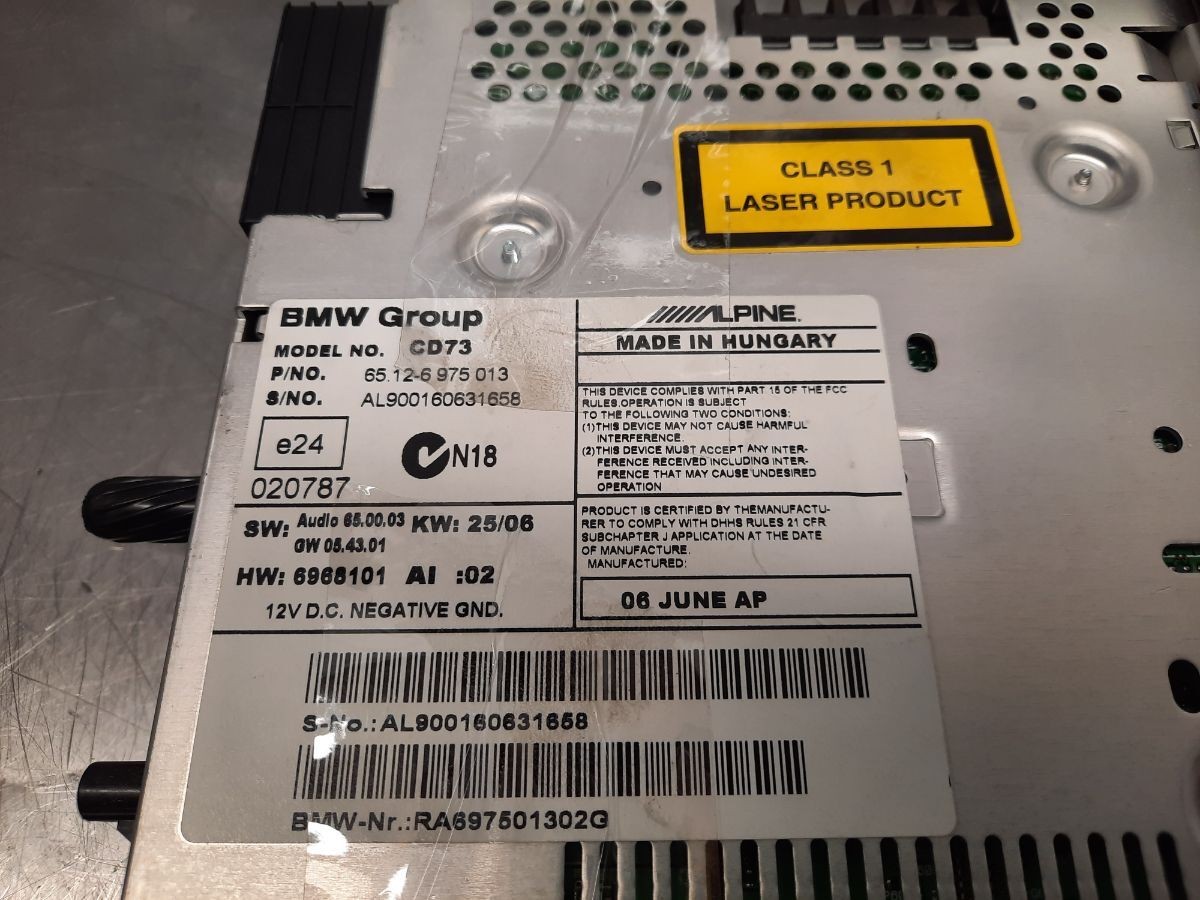 CLASS 1
LASER PRODUCT
BMW Group
MODEL NO. CD73
P/NO. 65.12-6 975 013
S/NO. AL900160631658
e24
N18
020787
SW: Audio 65.00.03 KW: 25/06
GW 05.43.01
HW: 6968101 AI :02
12V D.C. NEGATIVE GND.
ALPINE.
MADE IN HUNGARY
THIS DEVICE COMPLIES WITH PART 15 OF THE FCC
RULES.OPERATION IS SUBJECT
TO THE FOLLOWING TWO CONDITIONS:
(1)THIS DEVICE MAY NOT CAUSE HARMFUL
INTERFERENCE.
(2)THIS DEVICE MUST ACCEPT ANY INTER-
FERENCE RECEIVED INCLUDING INTER-
FERENCE THAT MAY CAUSE UNDESIRED
OPERATION
PRODUCT IS CERTIFIED BY THEMANUFACTU-
RER TO COMPLY WITH DHHS RULES 21 CFR
SUBCHAPTER J APPLICATION AT THE DATE
OF MANUFACTURE.
MANUFACTURED:
06 JUNE AP
S-No.:AL900160631658
BMW-Nr.:RA697501302G